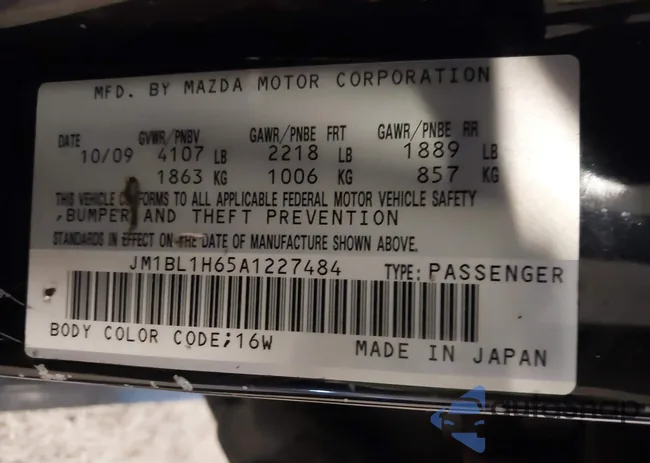 MFD. BY MAZDA MOTOR CORPORATION
DATE GVWR/PNBV GAWR/PNBE FRT GAWR/PNBE RR
10/09 4107 LB 2218 LB 1889 LB
1863 KG 1006 KG 857 KG
THIS VEHICLE CONFORMS TO ALL APPLICABLE FEDERAL MOTOR VEHICLE SAFETY
,BUMPER, AND THEFT PREVENTION
STANDARDS IN EFFECT ON THE DATE OF MANUFACTURE SHOWN ABOVE.
JM1BL1H65A1227484 TYPE: PASSENGER
BODY COLOR CODE;16W
MADE IN JAPAN
autoshop